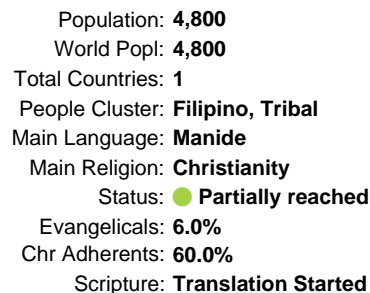 Population: 4,800
World Popl: 4,800
Total Countries: 1
People Cluster: Filipino, Tribal
Main Language: Manide
Main Religion: Christianity
Status: Partially reached
Evangelicals: 6.0%
Chr Adherents: 60.0%
Scripture: Translation Started